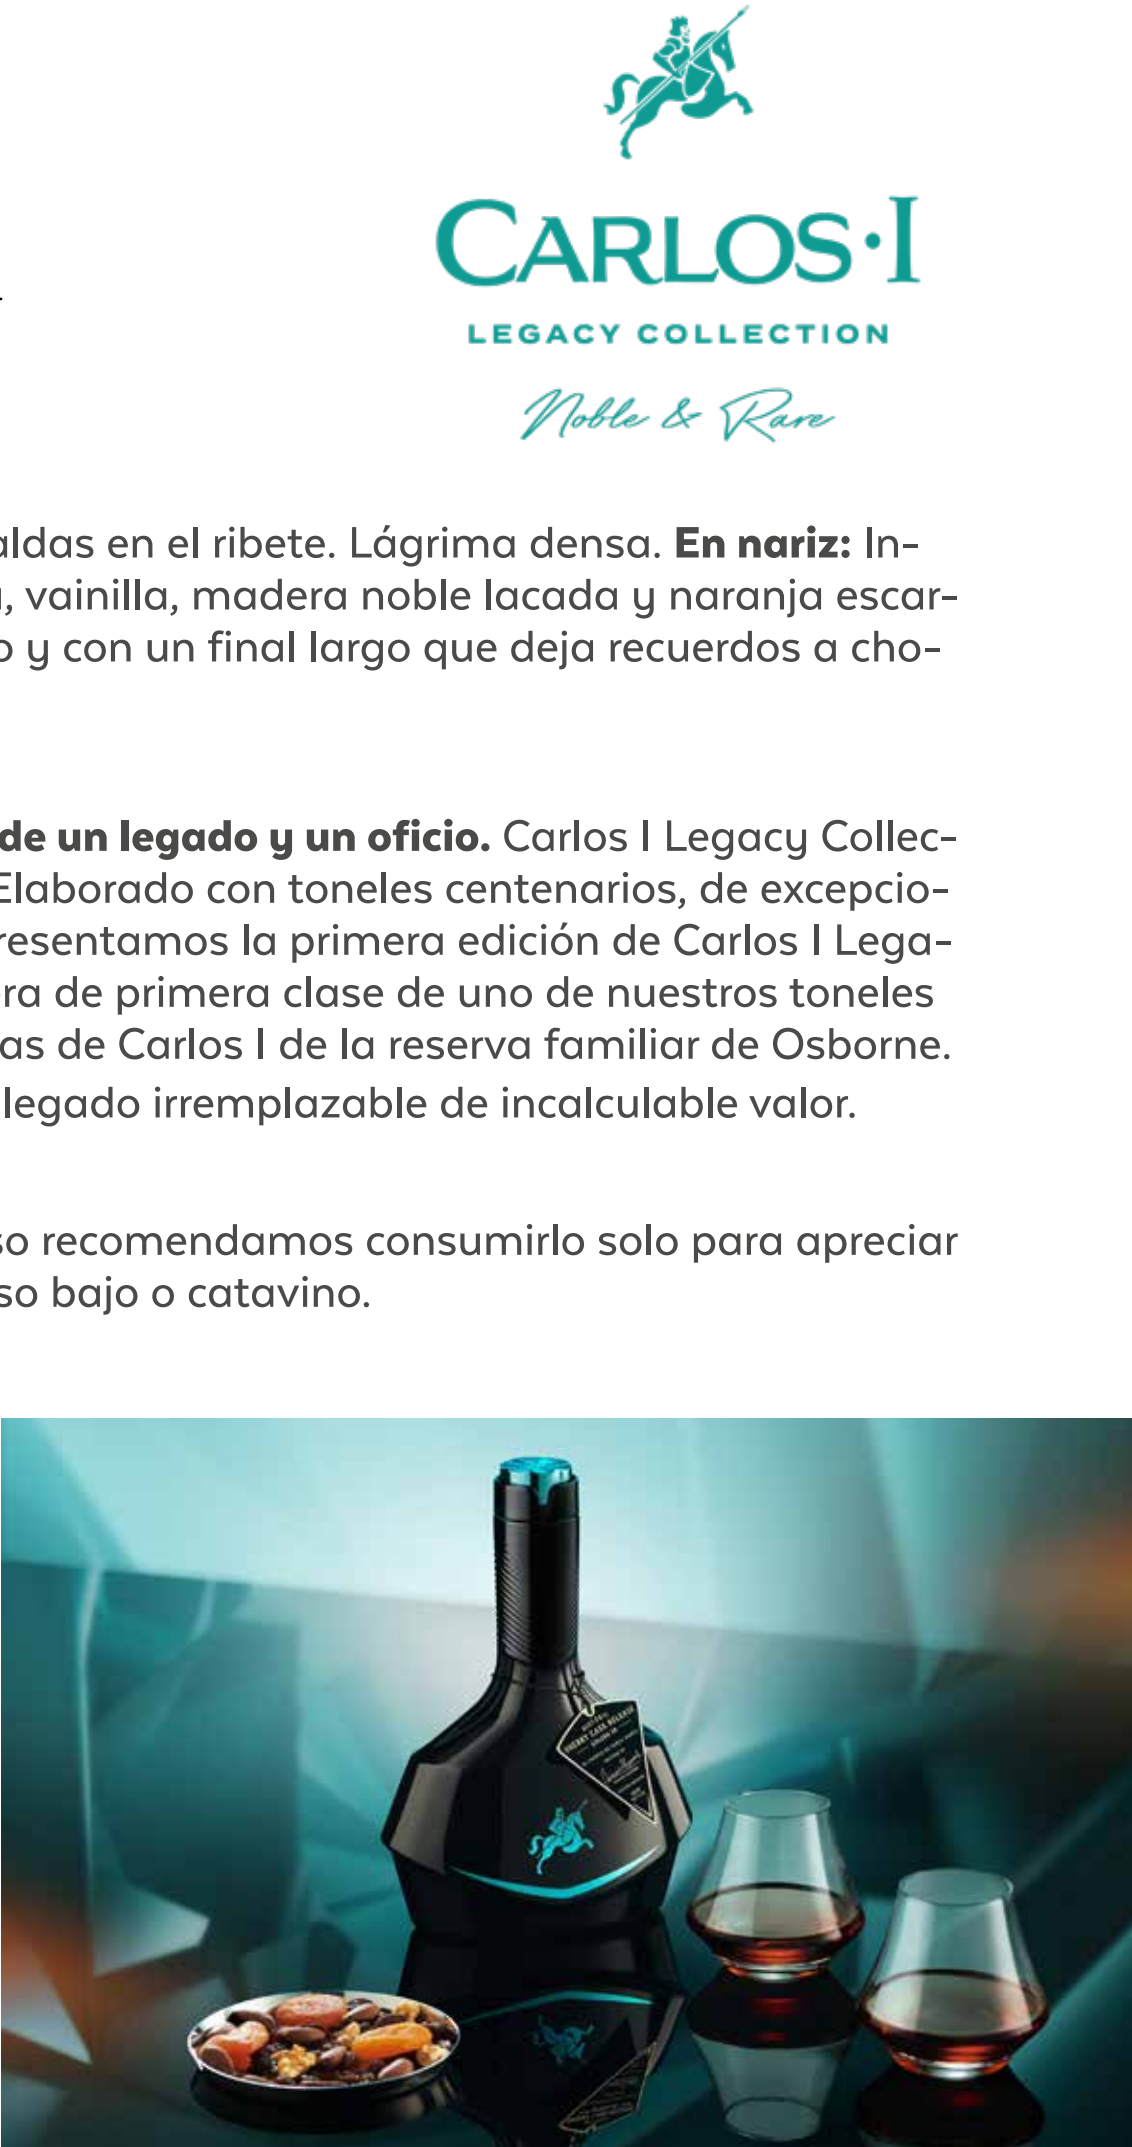 CARLOS·I
LEGACY COLLECTION
Noble & Rare
aldas en el ribete. Lágrima densa. En nariz: In-
, vainilla, madera noble lacada y naranja escar-
o y con un final largo que deja recuerdos a cho-
de un legado y un oficio. Carlos I Legacy Collec-
Elaborado con toneles centenarios, de excepcio-
resentamos la primera edición de Carlos I Lega-
ra de primera clase de uno de nuestros toneles
as de Carlos I de la reserva familiar de Osborne.
legado irremplazable de incalculable valor.
so recomendamos consumirlo solo para apreciar
so bajo o catavino.
SHERRY CASK RELEASE